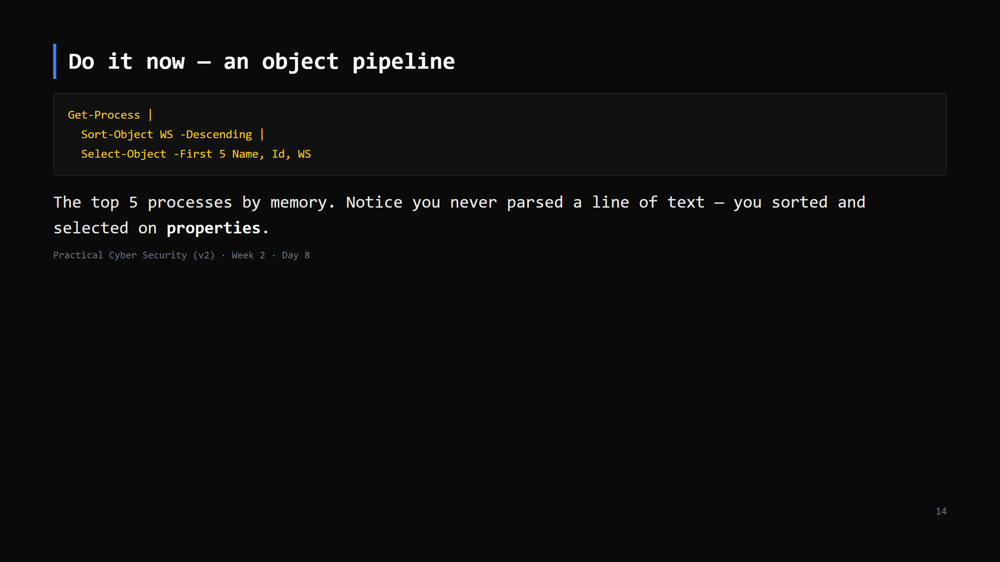 Do it now — an object pipeline
Get-Process |
  Sort-Object WS -Descending |
  Select-Object -First 5 Name, Id, WS
The top 5 processes by memory. Notice you never parsed a line of text — you sorted and
selected on properties.
Practical Cyber Security (v2) · Week 2 · Day 8
14